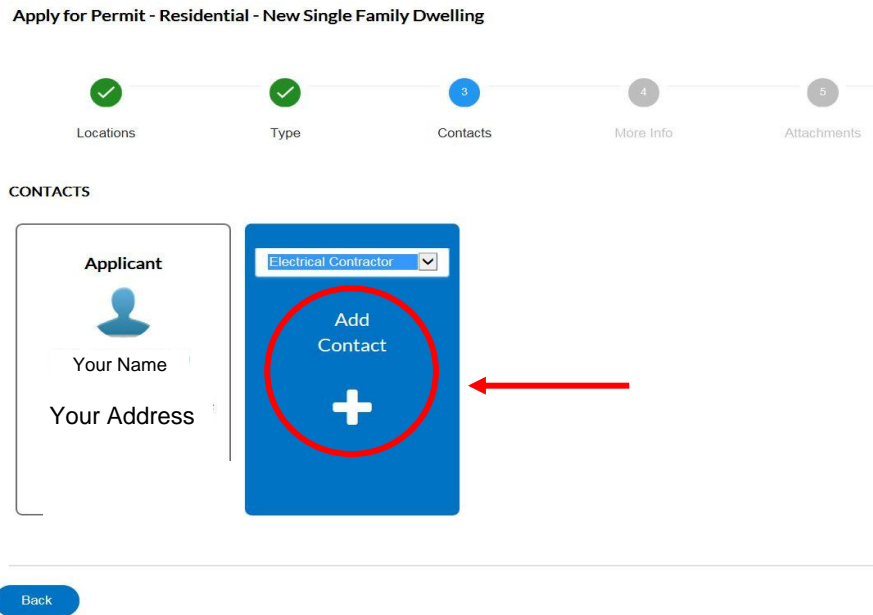 Apply for Permit - Residential - New Single Family Dwelling
3
4
5
Locations
Type
Contacts
More Info
Attachments
CONTACTS
Applicant
Your Name
Your Address
Electrical Contractor
Add
Contact
Back